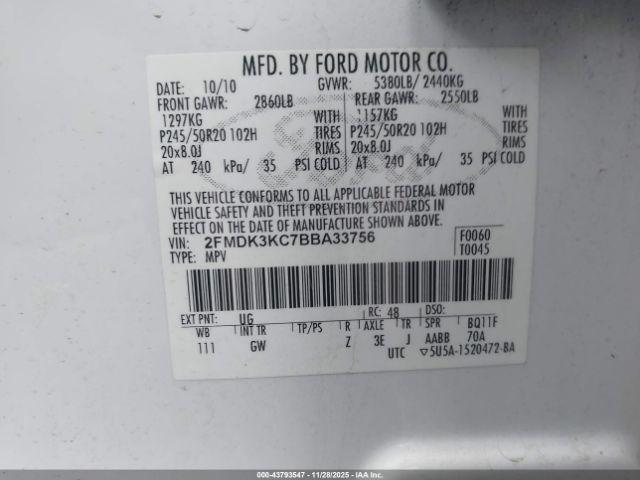 MFD. BY FORD MOTOR CO.
DATE: 10/10 GVWR: 5380LB/ 2440KG
FRONT GAWR: 2860LB REAR GAWR: 2550LB
1297KG WITH 1157KG WITH
P245/50R20 102H TIRES P245/50R20 102H TIRES
20x8.0J RIMS 20x8.0J RIMS
AT 240 kPa/ 35 PSI COLD AT 240 kPa/ 35 PSI COLD
THIS VEHICLE CONFORMS TO ALL APPLICABLE FEDERAL MOTOR
VEHICLE SAFETY AND THEFT PREVENTION STANDARDS IN
EFFECT ON THE DATE OF MANUFACTURE SHOWN ABOVE.
VIN: 2FMDK3KC7BBA33756 F0060
TYPE: MPV T0045
EXT PNT: UG RC: 48 DSO:
WB INT TR TP/PS R AXLE TR SPR BQ11F
111 GW Z 3E J AABB 70A
UTC ▽5U5A-1520472-BA
000-43793547 | 11/28/2025 | © IAA, Inc.